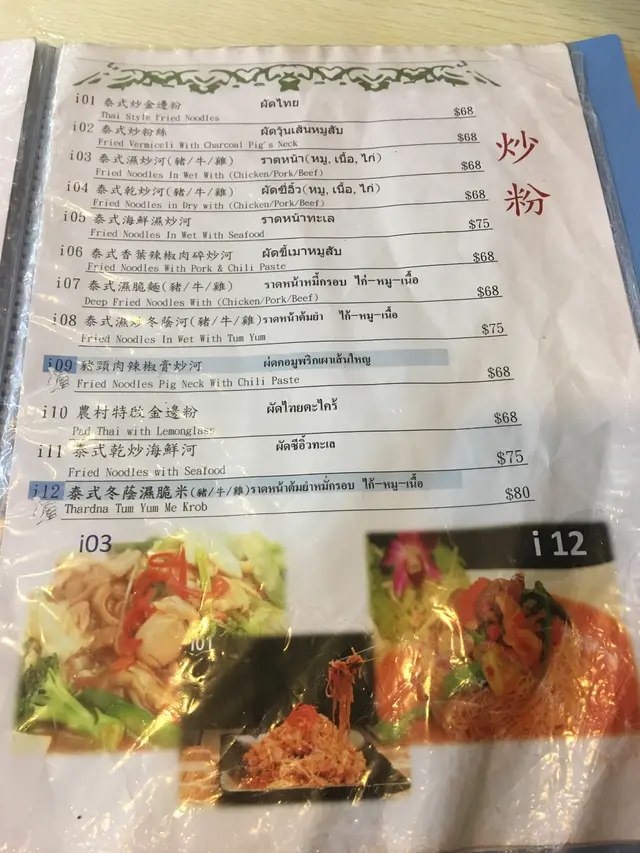 i01 泰式炒金邊粉 ผัดไทย
Thai Style Fried Noodles $68
i02 泰式炒粉絲 ผัดวุ้นเส้นหมูสับ
Fried Vermiceli With Charcoal Pig's Neck $68
i03 泰式濕炒河(豬/牛/雞) ราดหน้า(หมู, เนื้อ, ไก่)
Fried Noodles In Wet With (Chicken/Pork/Beef) $68
i04 泰式乾炒河(豬/牛/雞) ผัดซี่อิ๊ว(หมู, เนื้อ, ไก่)
Fried Noodles in Dry with(Chicken/Pork/Beef) $68
i05 泰式海鮮濕炒河 ราดหน้าทะเล
Fried Noodles In Wet With Seafood $75
i06 泰式香葉辣椒肉碎炒河 ผัดขี้เมาหมูสับ
Fried Noodles With Pork & Chili Paste $68
i07 泰式濕脆麵(豬/牛/雞) ราดหน้าหมี่กรอบ ไก่-หมู-เนื้อ
Deep Fried Noodles With (Chicken/Pork/Beef) $68
i08 泰式濕炒冬蔭河(豬/牛/雞)ราดหน้าต้มยำ ไก้-หมู-เนื้อ
Fried Noodles In Wet With Tum Yum $75
i09 豬頸肉辣椒膏炒河 ผ่ดคอมูพริกเผาเส้นใหญ่
Fried Noodles Pig Neck With Chili Paste $68
i10 農村特啟金邊粉 ผัดไทยตะไคร้
Pad Thai with Lemonglass $68
i11 泰式乾炒海鮮河 ผัดซีอิ้วทะเล
Fried Noodles with Seafood $75
i12 泰式冬蔭濕脆米(豬/牛/雞)ราดหน้าต้มยำหมั่กรอบ ไก้-หมู-เนื้อ
Thardna Tum Yum Me Krob $80
炒粉
i03
i01
i 12